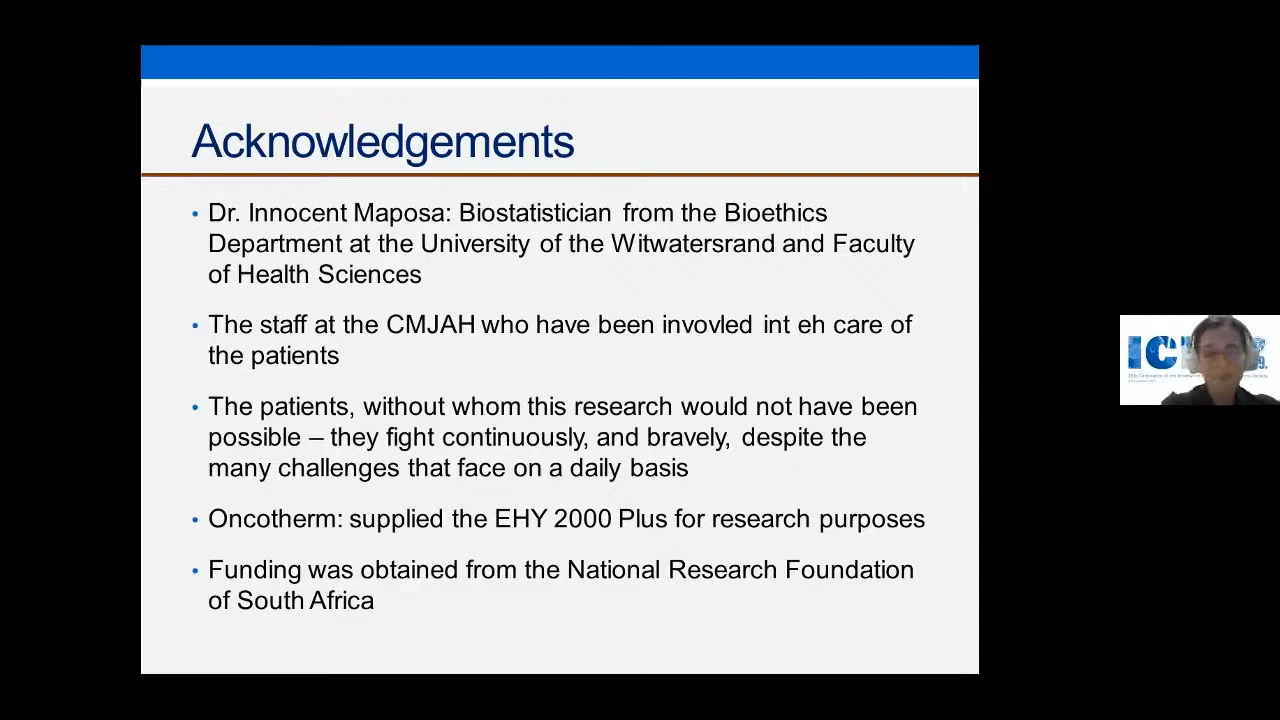 Acknowledgements
• Dr. Innocent Maposa: Biostatistician from the Bioethics
Department at the University of the Witwatersrand and Faculty
of Health Sciences
• The staff at the CMJAH who have been invovled int eh care of
the patients
• The patients, without whom this research would not have been
possible – they fight continuously, and bravely, despite the
many challenges that face on a daily basis
• Oncotherm: supplied the EHY 2000 Plus for research purposes
• Funding was obtained from the National Research Foundation
of South Africa
IC